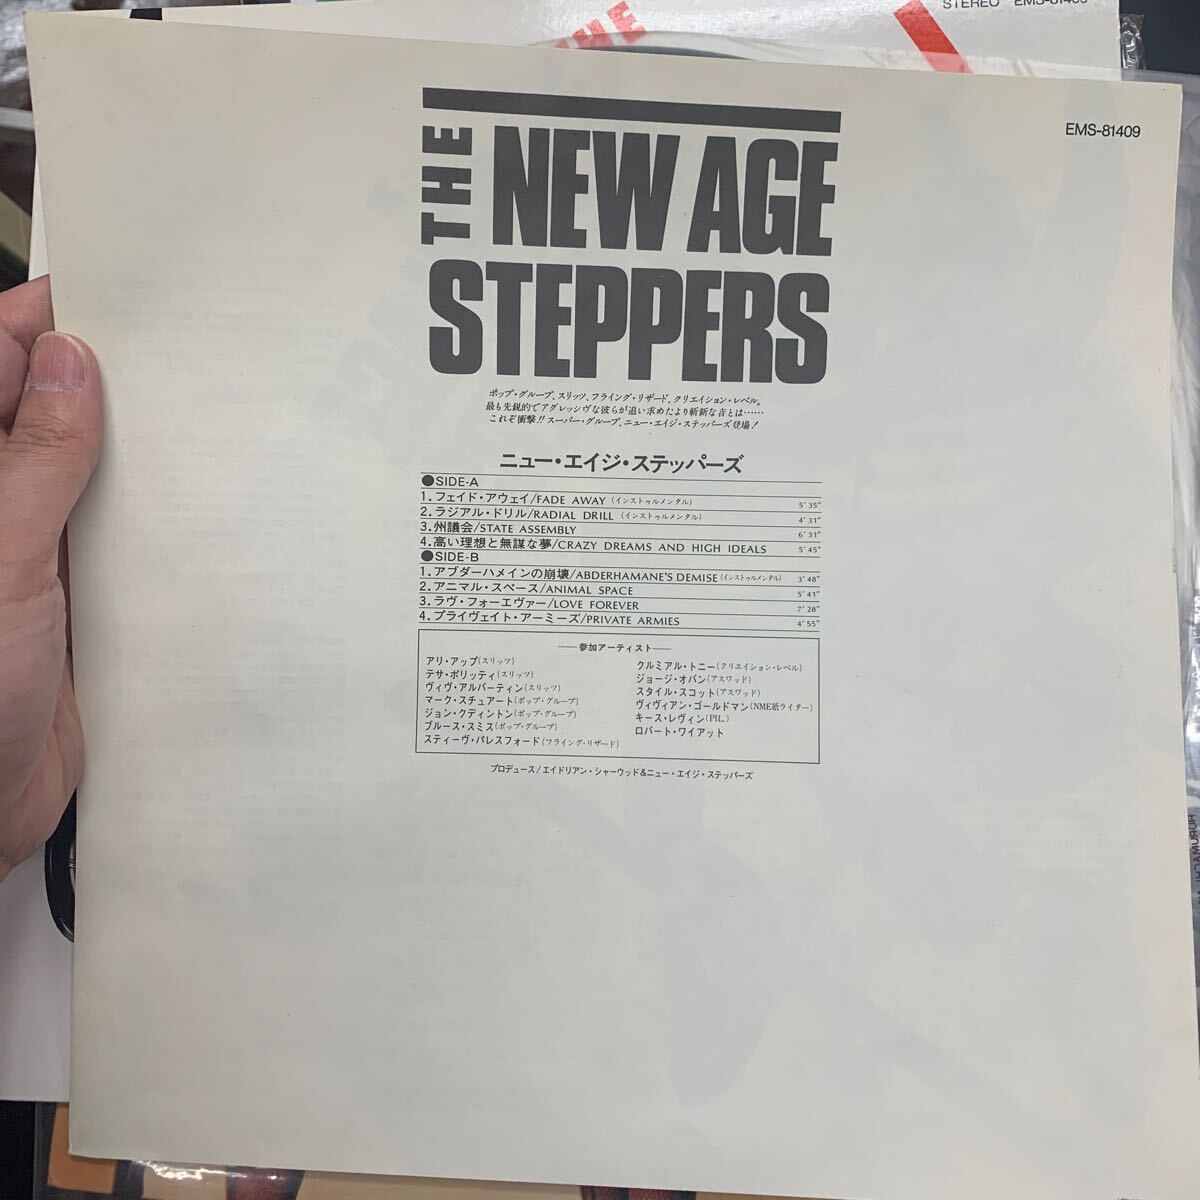 THE
STEREO EMS-81409
EMS-81409
THE NEW AGE
STEPPERS
ポップ・グループ、スリッツ、フライング・リザード、クリエイション・レベル。
最も先鋭的でアグレッシヴな彼らが追い求めたより斬新な音とは……
これぞ衝撃!!スーパー・グループ、ニュー・エイジ・ステッパーズ登場!
ニュー・エイジ・ステッパーズ
●SIDE-A
1.フェイド・アウェイ/FADE AWAY (インストゥルメンタル) 5'35"
2.ラジアル・ドリル/RADIAL DRILL (インストゥルメンタル) 4'31"
3.州議会/STATE ASSEMBLY 6'31"
4.高い理想と無謀な夢/CRAZY DREAMS AND HIGH IDEALS 5'45"
●SIDE-B
1.アブダーハメインの崩壊/ABDERHAMANE'S DEMISE (インストゥルメンタル) 3'48"
2.アニマル・スペース/ANIMAL SPACE 5'41"
3.ラヴ・フォーエヴァー/LOVE FOREVER 7'28"
4.プライヴェイト・アーミーズ/PRIVATE ARMIES 4'55"
——参加アーティスト——
アリ・アップ(スリッツ)
テサ・ポリッティ(スリッツ)
ヴィヴ・アルバーティン(スリッツ)
マーク・スチュアート(ポップ・グループ)
ジョン・クディントン(ポップ・グループ)
ブルース・スミス(ポップ・グループ)
スティーヴ・バレスフォード(フライング・リザード)
クルミアル・トニー(クリエイション・レベル)
ジョージ・オバン(アスワッド)
スタイル・スコット(アスワッド)
ヴィヴィアン・ゴールドマン(NME紙ライター)
キース・レヴィン(PIL.)
ロバート・ワイアット
プロデュース/エイドリアン・シャーウッド&ニュー・エイジ・ステッパーズ